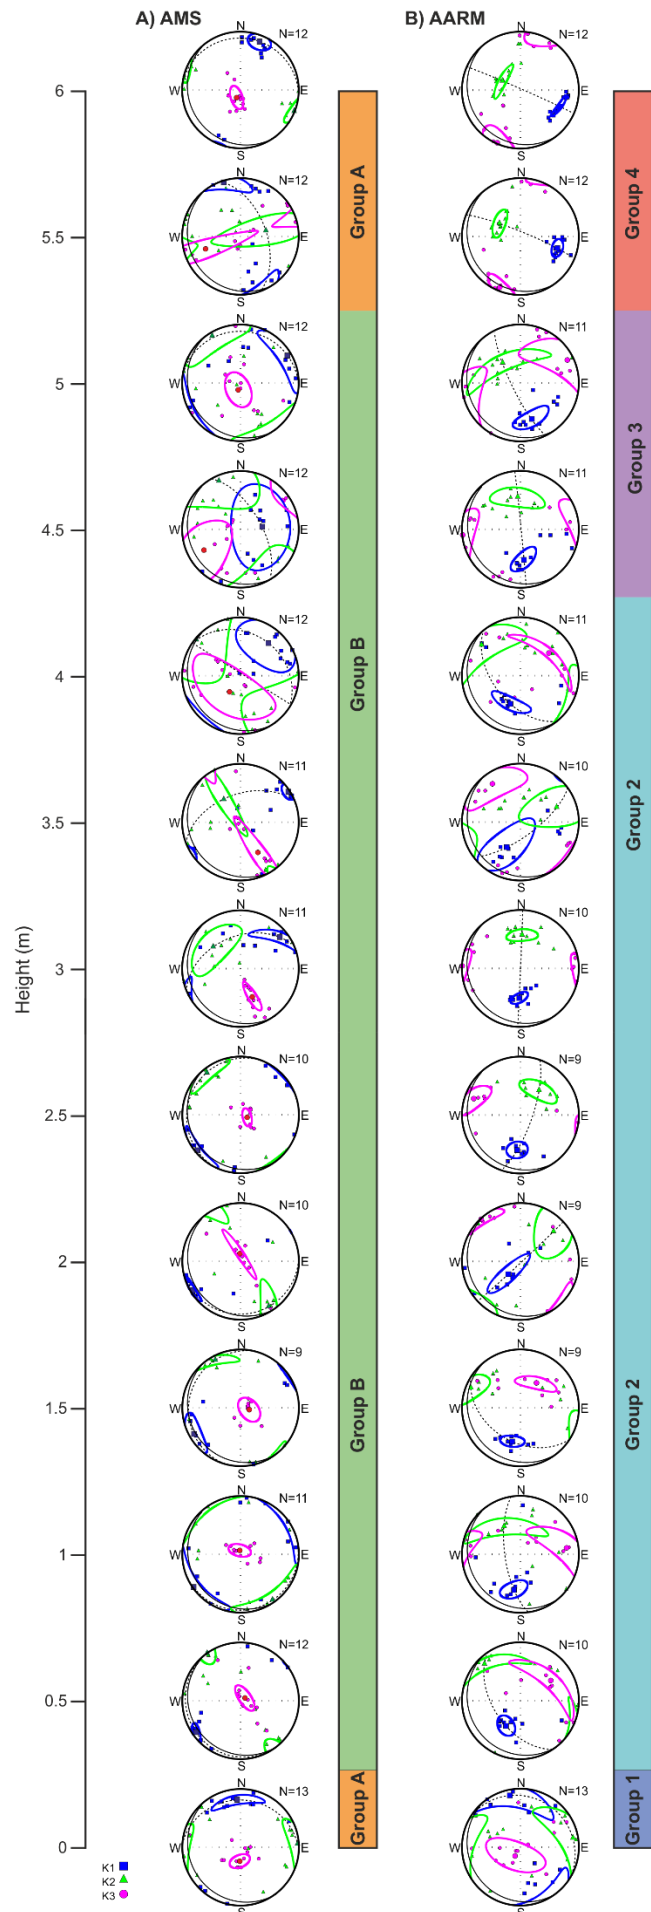 A) AMS B) AARM
N N=12 N N=12
6 W E W E
S S
N N=12 N N=12
5.5 W E W E
S S
Group A Group 4
N N=12 N N=11
5 W E W E
S S
N N=12 N N=11
4.5 W E W E
S S
Group 3
N N=12 N N=11
4 W E W E
S S
Group B
N N=11 N N=10
3.5 W E W E
S S
Group 2
Height (m)
N N=11 N N=10
3 W E W E
S S
N N=10 N N=9
2.5 W E W E
S S
N N=10 N N=9
2 W E W E
S S
N N=9 N N=9
1.5 W E W E
S S
Group B Group 2
N N=11 N N=10
1 W E W E
S S
N N=12 N N=10
0.5 W E W E
S S
N N=13 N N=13
0 W E W E
S S
Group A Group 1
K1
K2
K3